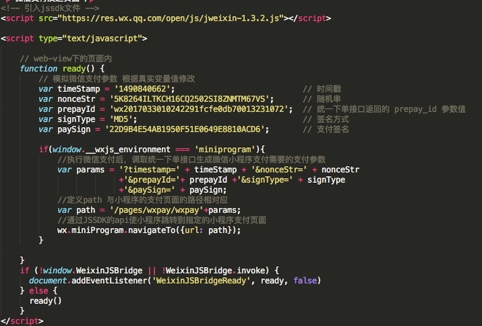 <!-- 引入jssdk文件 -->
<script src="https://res.wx.qq.com/open/js/jweixin-1.3.2.js"></script>
<script type="text/javascript">
// web-view下的页面内
function ready() {
// 模拟微信支付参数 根据真实变量值修改
var timeStamp = '1490840662'; // 时间戳
var nonceStr = '5K8264ILTKCH16CQ2502SI8ZNMTM67VS'; // 随机串
var prepayId = 'wx2017033010242291fcfe0db70013231072'; // 统一下单接口返回的 prepay_id 参数值
var signType = 'MD5'; // 签名方式
var paySign = '22D9B4E54AB1950F51E0649E8810ACD6'; // 支付签名
if(window.__wxjs_environment === 'miniprogram'){
//执行微信支付后, 调取统一下单接口生成微信小程序支付需要的支付参数
var params = '?timestamp=' + timeStamp + '&nonceStr=' + nonceStr
+'&prepayId='+ prepayId +'&signType=' + signType
+'&paySign=' + paySign;
//定义path 与小程序的支付页面的路径相对应
var path = '/pages/wxpay/wxpay'+params;
//通过JSSDK的api使小程序跳转到指定的小程序支付页面
wx.miniProgram.navigateTo({url: path});
}
}
if (!window.WeixinJSBridge || !WeixinJSBridge.invoke) {
document.addEventListener('WeixinJSBridgeReady', ready, false)
} else {
ready()
}
</script>